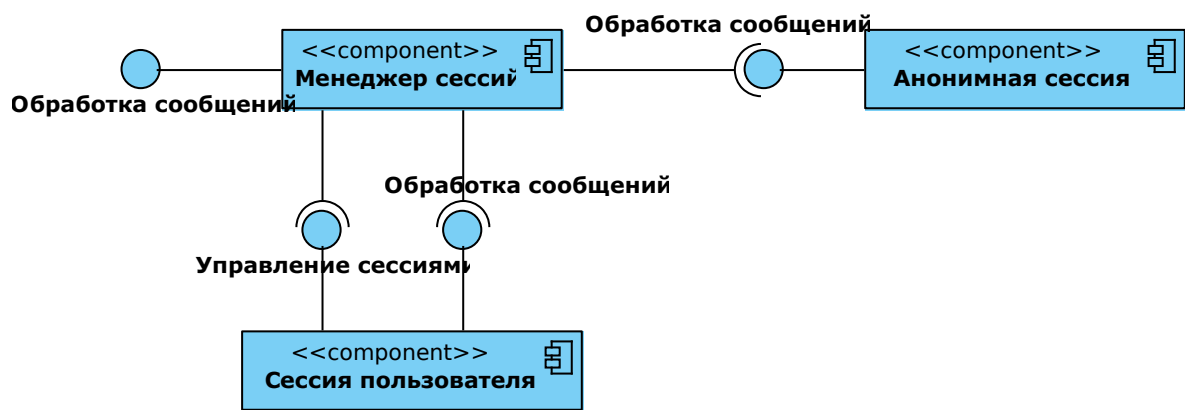 Обработка сообщений
<<component>>
Менеджер сессий
<<component>>
Анонимная сессия
Обработка сообщений
Обработка сообщений
Управление сессиями
<<component>>
Сессия пользователя